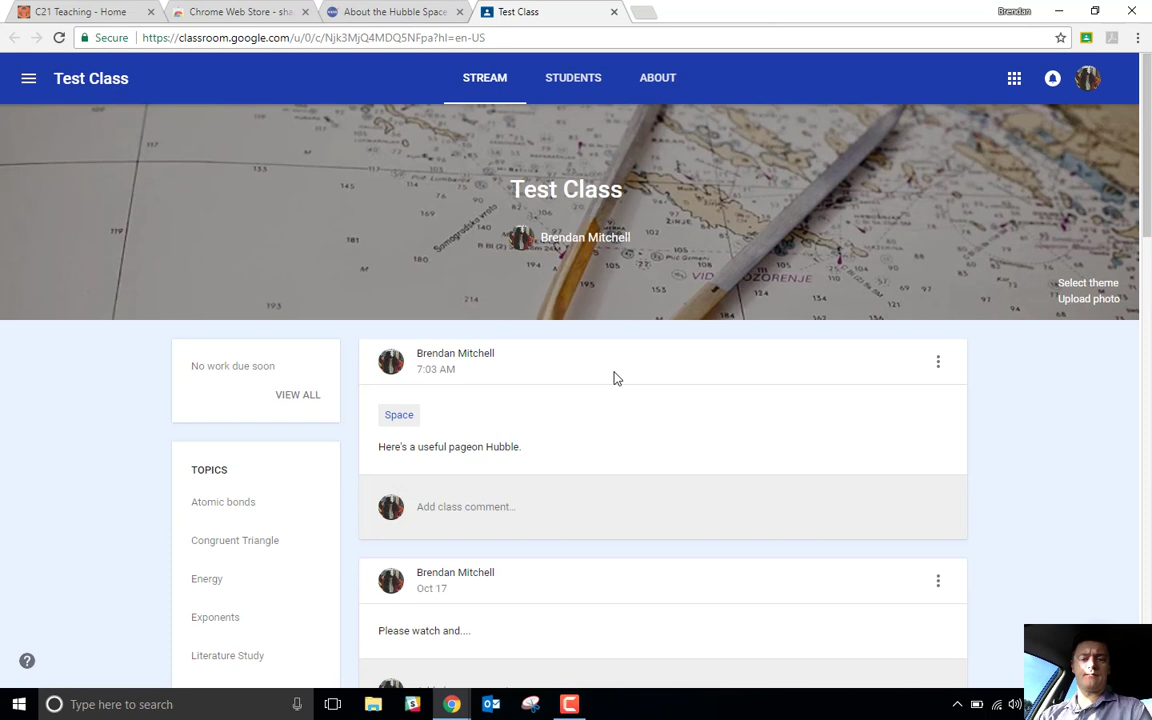 C21 Teaching - Home
Chrome Web Store - sha
About the Hubble Spac
Test Class
Brendan
Secure
https://classroom.google.com/u/0/c/Njk3MjQ4MDQ5NFpa?hl=en-US
Test Class
STREAM
STUDENTS
ABOUT
Test Class
Brendan Mitchell
Select theme
Upload photo
No work due soon
VIEW ALL
TOPICS
Atomic bonds
Congruent Triangle
Energy
Exponents
Literature Study
Brendan Mitchell
7:03 AM
Space
Here's a useful pageon Hubble.
Add class comment...
Brendan Mitchell
Oct 17
Please watch and....
Type here to search